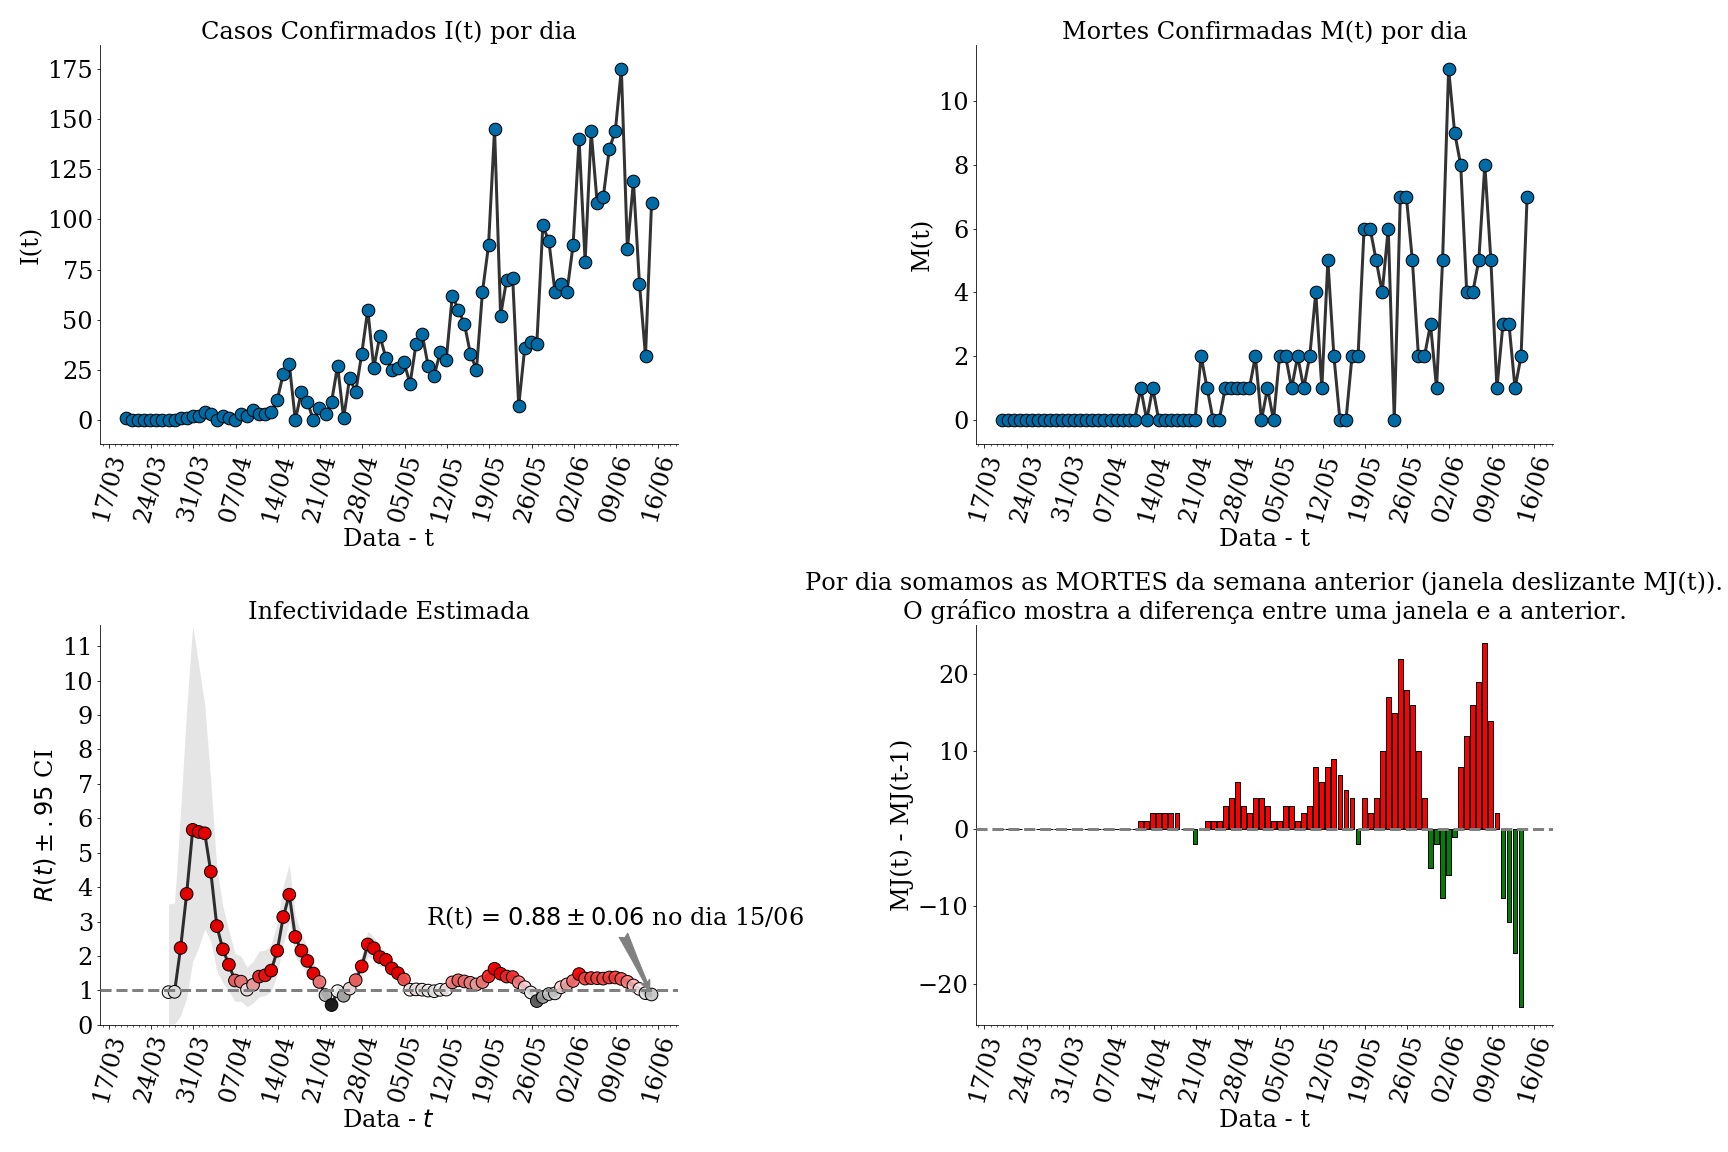 Casos Confirmados I(t) por dia
I(t)
175
150
125
100
75
50
25
0
17/03 24/03 31/03 07/04 14/04 21/04 28/04 05/05 12/05 19/05 26/05 02/06 09/06 16/06
Data - t
Mortes Confirmadas M(t) por dia
M(t)
10
8
6
4
2
0
17/03 24/03 31/03 07/04 14/04 21/04 28/04 05/05 12/05 19/05 26/05 02/06 09/06 16/06
Data - t
Infectividade Estimada
R(t) ± .95 CI
11
10
9
8
7
6
5
4
3
2
1
0
R(t) = 0.88 ± 0.06 no dia 15/06
17/03 24/03 31/03 07/04 14/04 21/04 28/04 05/05 12/05 19/05 26/05 02/06 09/06 16/06
Data - t
Por dia somamos as MORTES da semana anterior (janela deslizante MJ(t)).
O gráfico mostra a diferença entre uma janela e a anterior.
MJ(t) - MJ(t-1)
20
10
0
−10
−20
17/03 24/03 31/03 07/04 14/04 21/04 28/04 05/05 12/05 19/05 26/05 02/06 09/06 16/06
Data - t